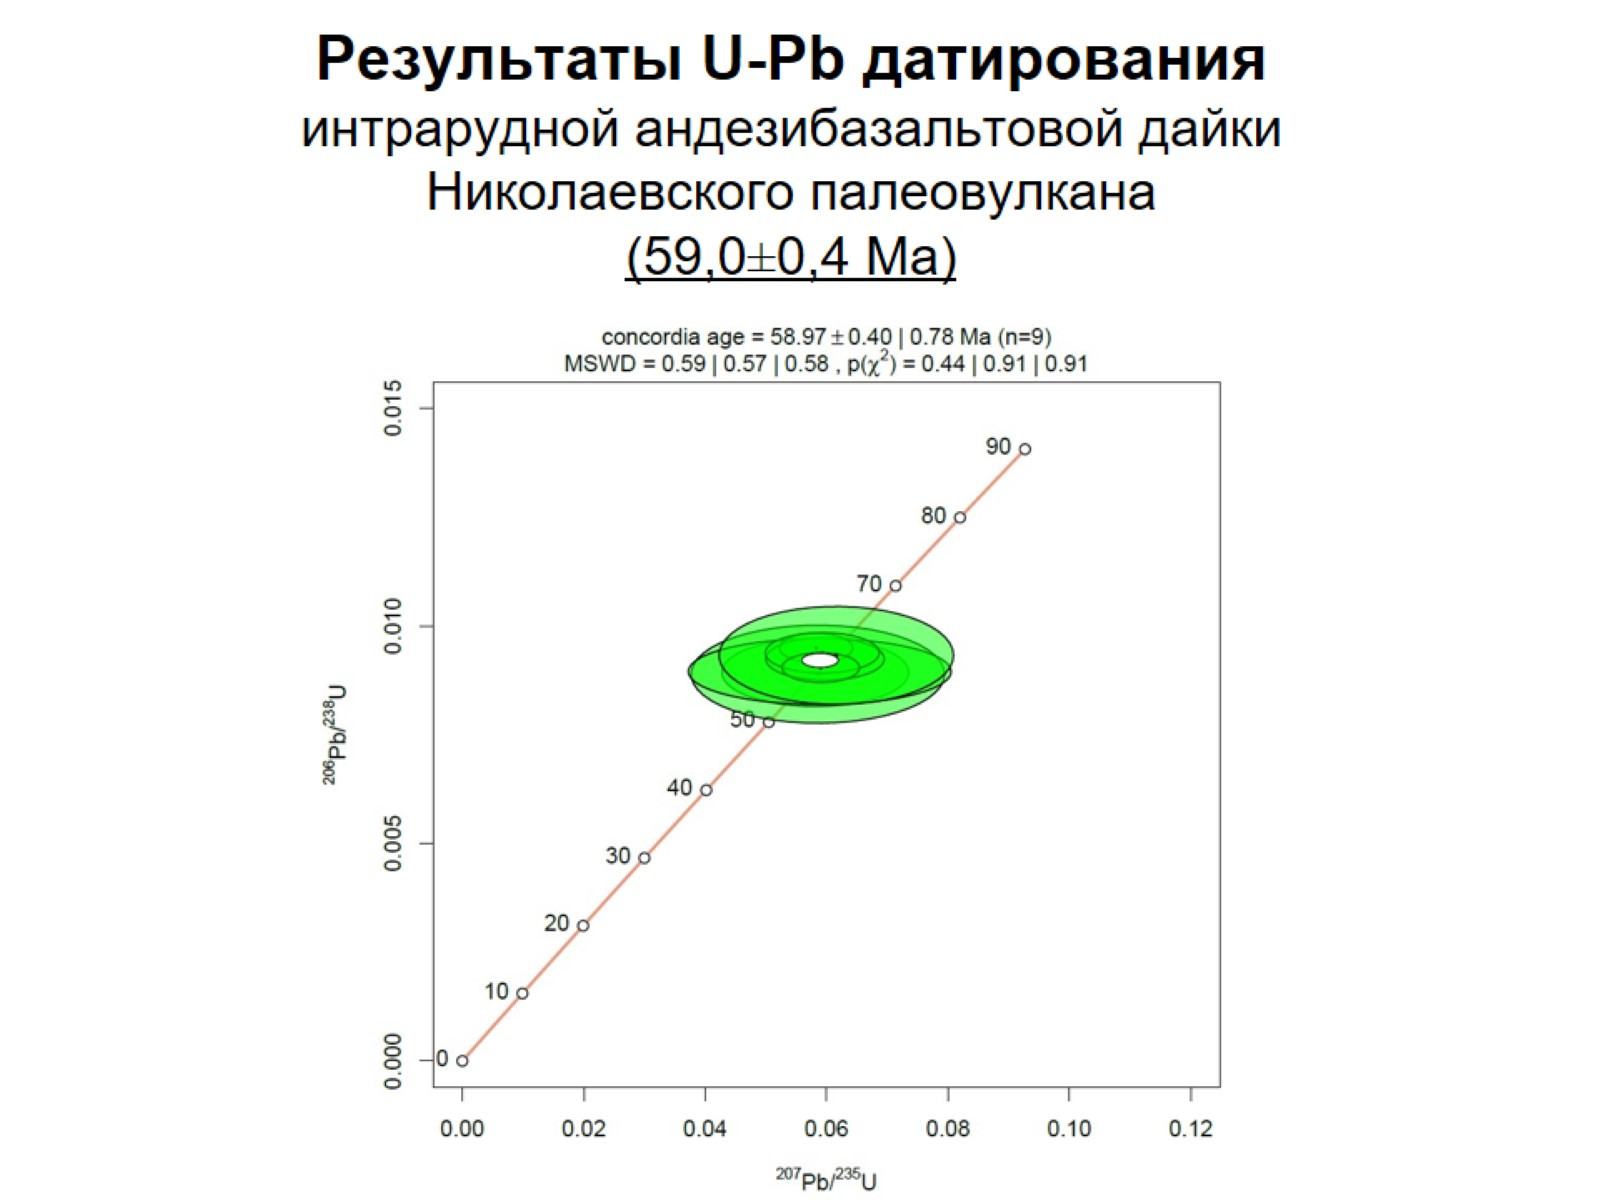 Результаты U-Pb датирования
интрарудной андезибазальтовой дайки
Николаевского палеовулкана
(59,0±0,4 Ma)
concordia age = 58.97 ± 0.40 | 0.78 Ma (n=9)
MSWD = 0.59 | 0.57 | 0.58 , p(χ²) = 0.44 | 0.91 | 0.91
0.015
0.010
0.005
0.000
²⁰⁶Pb/²³⁸U
90
80
70
50
40
30
20
10
0
0.00 0.02 0.04 0.06 0.08 0.10 0.12
²⁰⁷Pb/²³⁵U